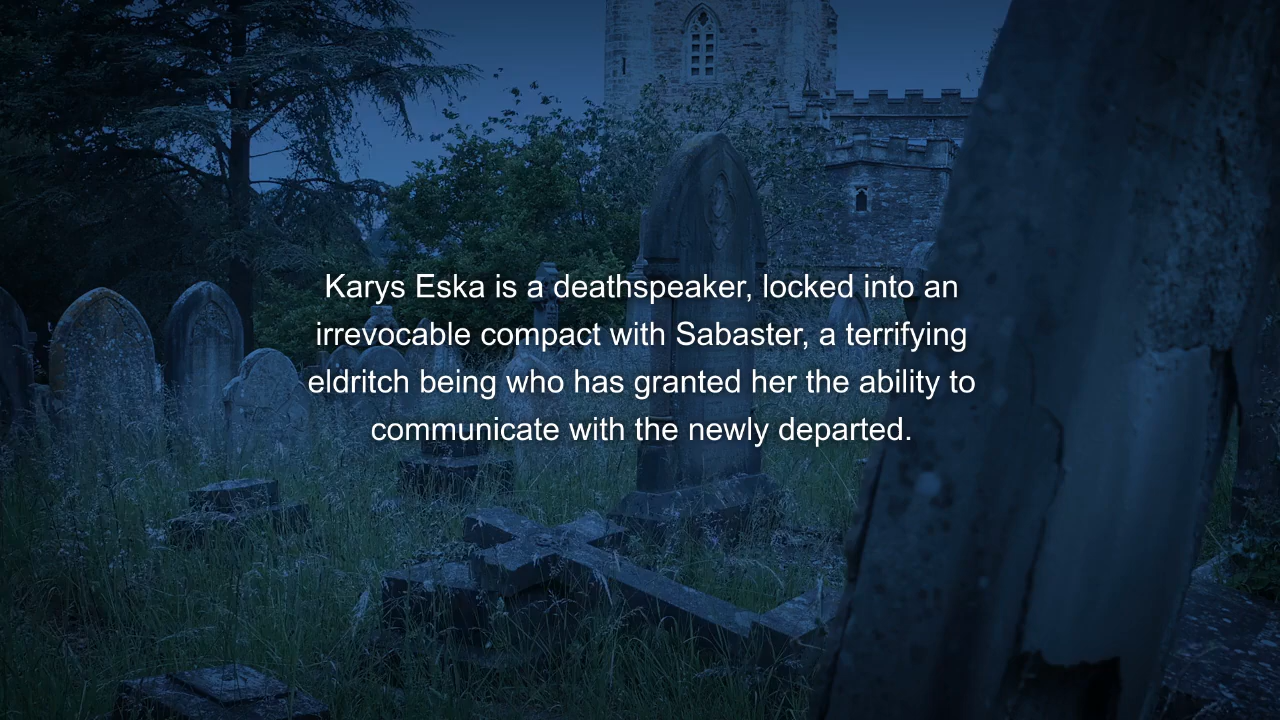 Karys Eska is a deathspeaker, locked into an
irrevocable compact with Sabaster, a terrifying
eldritch being who has granted her the ability to
communicate with the newly departed.